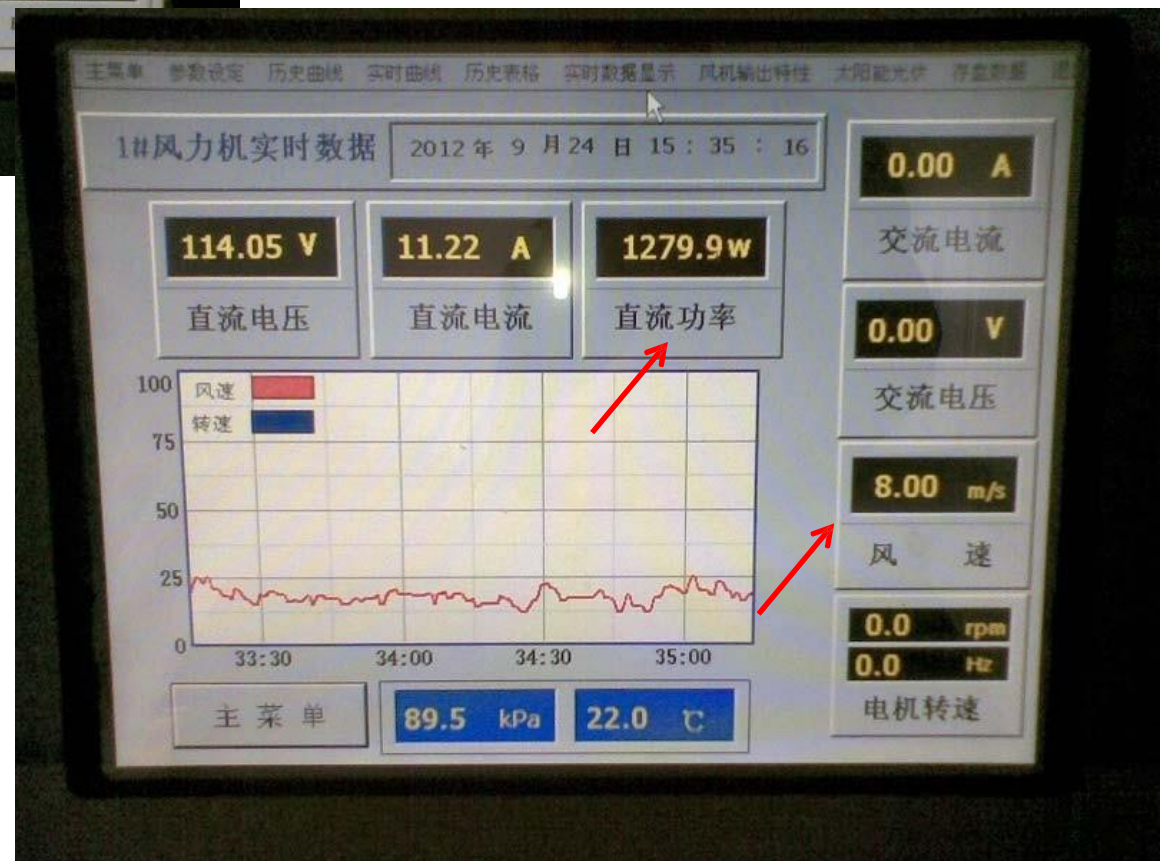 主菜单 参数设定 历史曲线 实时曲线 历史表格 实时数据显示 风机输出特性 太阳能光伏 存盘数据 退
1#风力机实时数据 2012 年 9 月 24 日 15 : 35 : 16
0.00 A
交流电流
114.05 V 11.22 A 1279.9 w
直流电压 直流电流 直流功率
0.00 V
交流电压
100
风速
转速
75
50
25
0
33:30 34:00 34:30 35:00
8.00 m/s
风 速
0.0 rpm
0.0 Hz
电机转速
主 菜 单 89.5 kPa 22.0 ℃